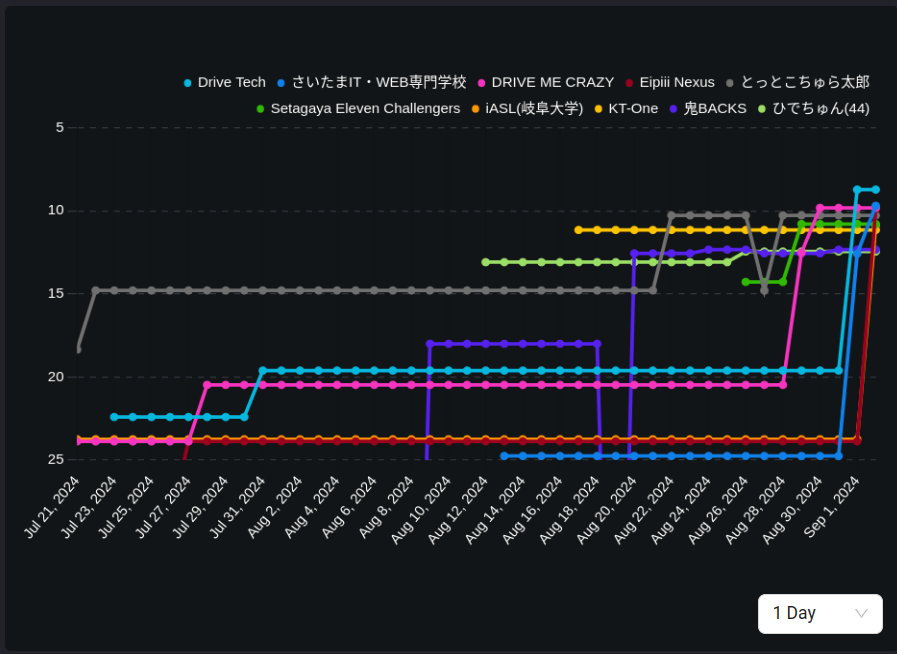 Drive Tech さいたまIT・WEB専門学校 DRIVE ME CRAZY Eipiii Nexus とっとこちゅら太郎
Setagaya Eleven Challengers iASL(岐阜大学) KT-One 鬼BACKS ひでちゅん(44)
5
10
15
20
25
Jul 21, 2024
Jul 23, 2024
Jul 25, 2024
Jul 27, 2024
Jul 29, 2024
Jul 31, 2024
Aug 2, 2024
Aug 4, 2024
Aug 6, 2024
Aug 8, 2024
Aug 10, 2024
Aug 12, 2024
Aug 14, 2024
Aug 16, 2024
Aug 18, 2024
Aug 20, 2024
Aug 22, 2024
Aug 24, 2024
Aug 26, 2024
Aug 28, 2024
Aug 30, 2024
Sep 1, 2024
1 Day